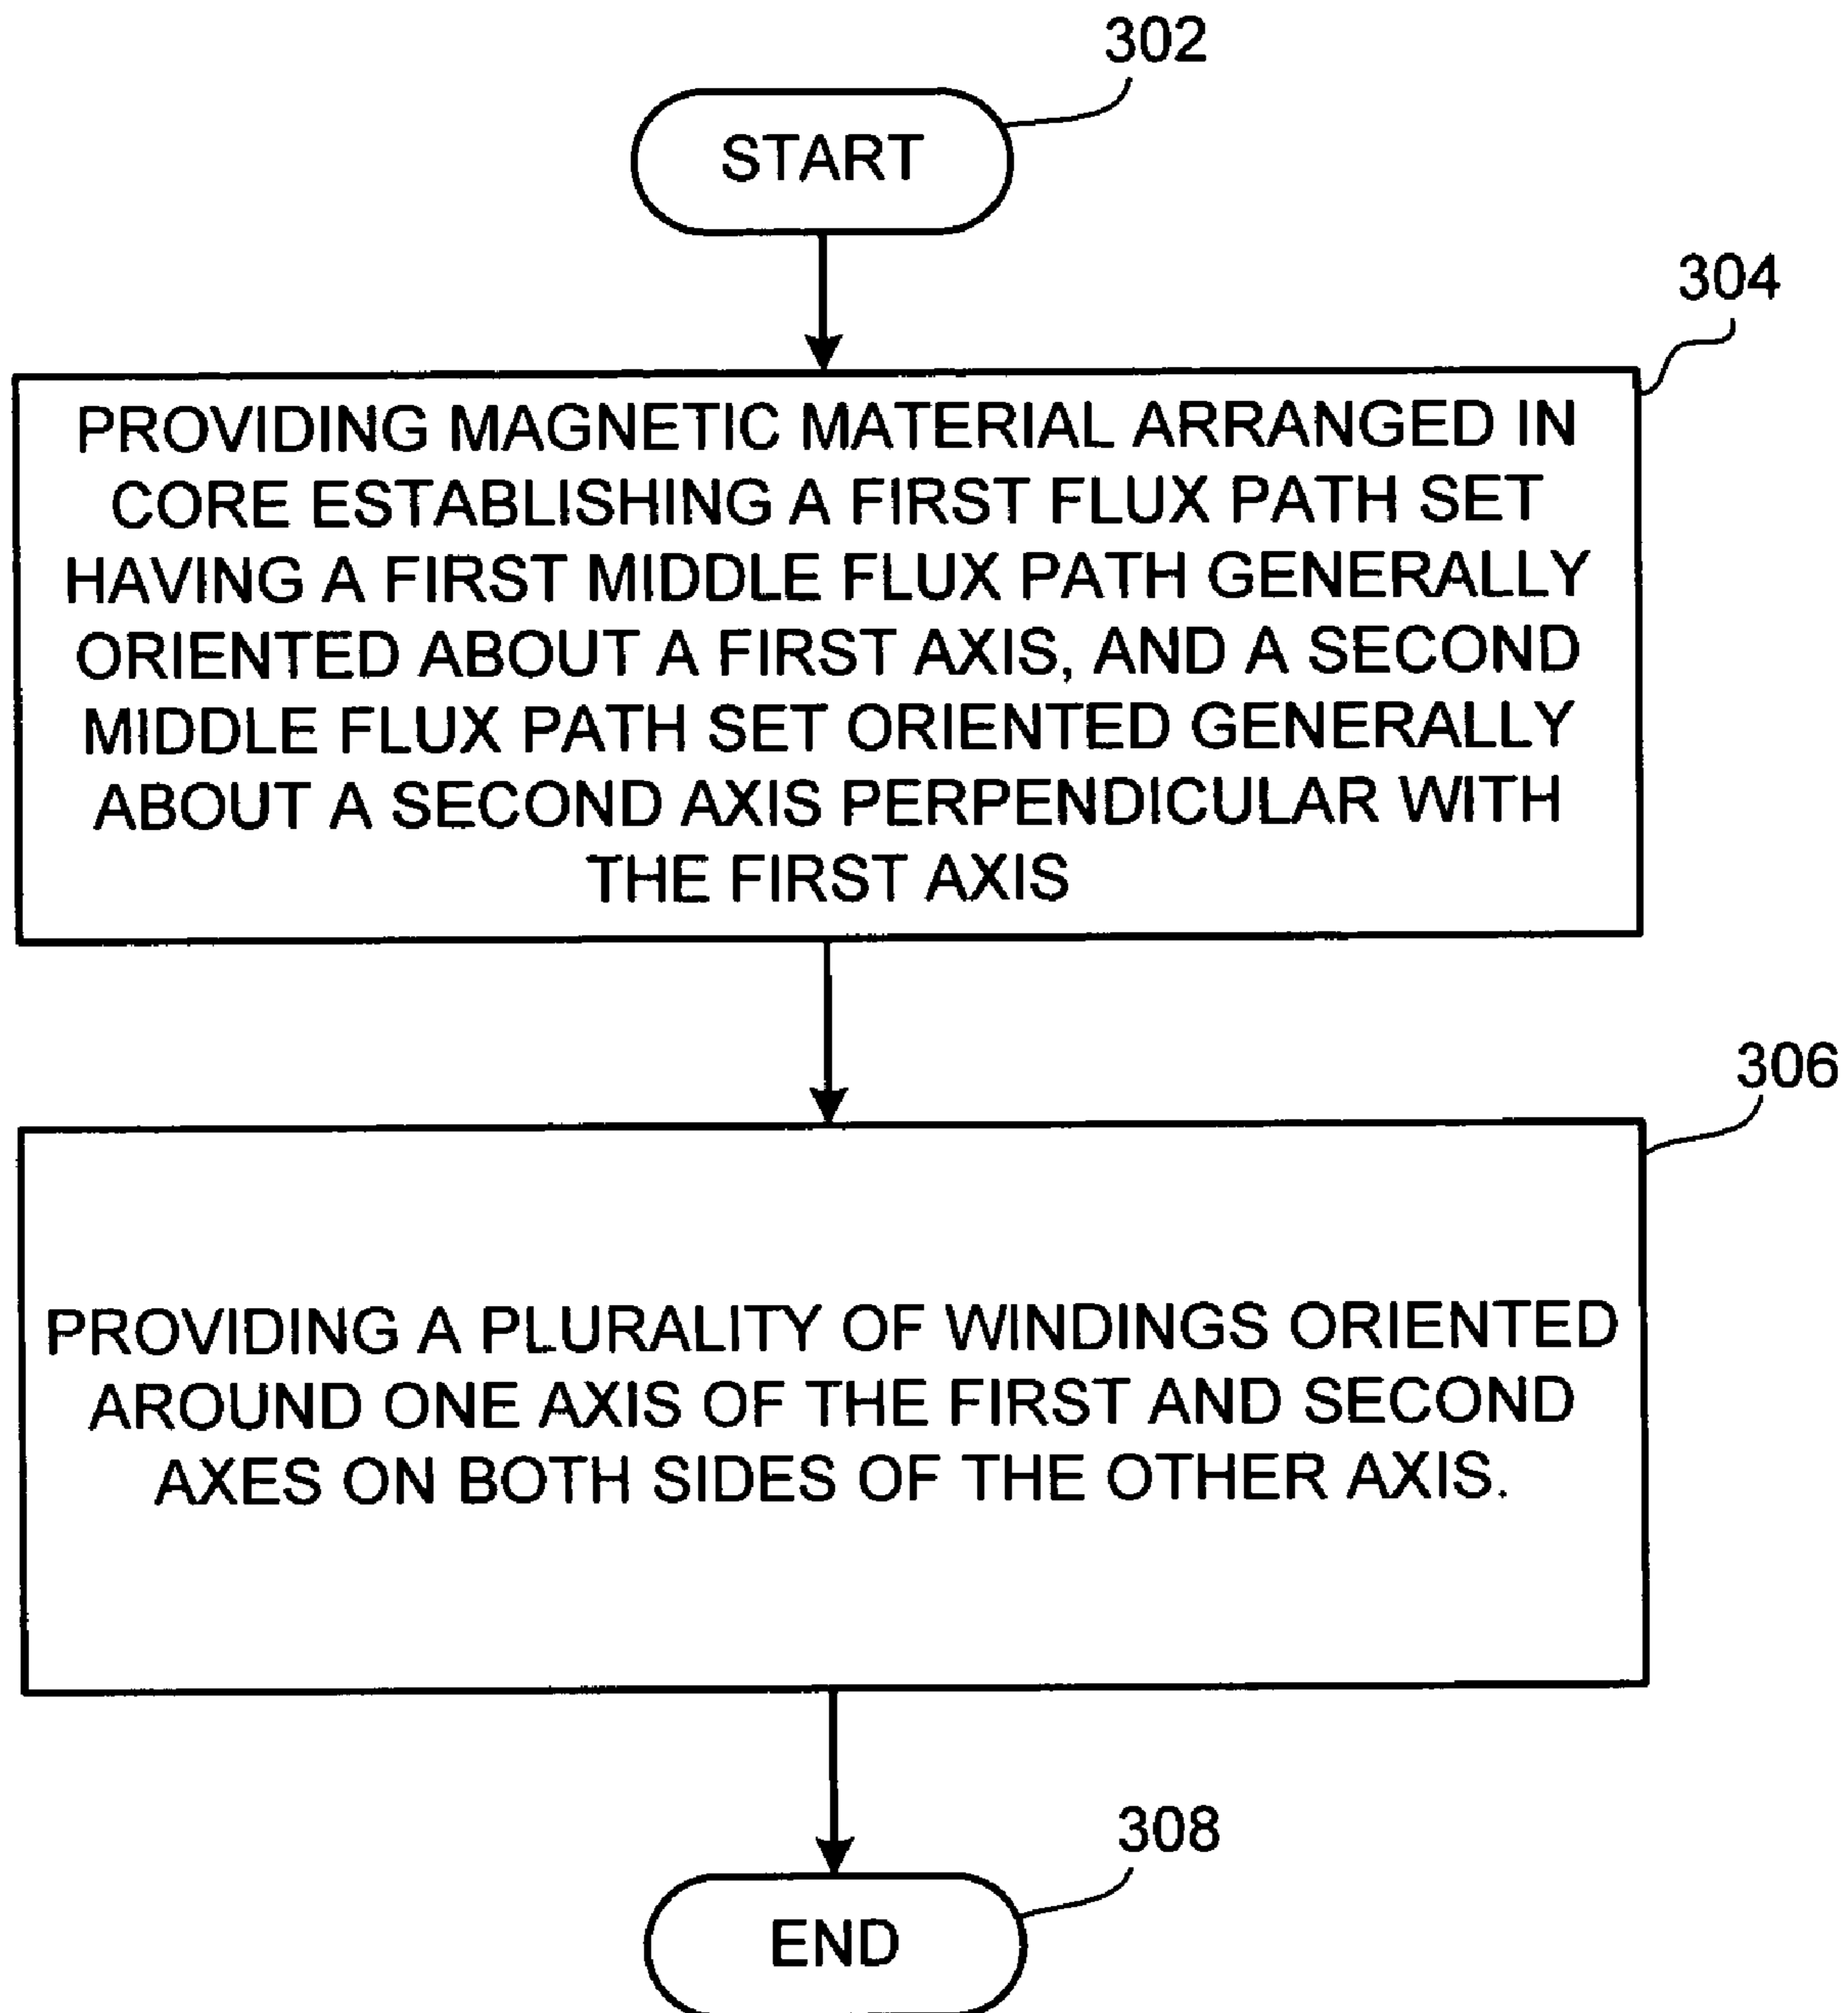 302
START
304
PROVIDING MAGNETIC MATERIAL ARRANGED IN
CORE ESTABLISHING A FIRST FLUX PATH SET
HAVING A FIRST MIDDLE FLUX PATH GENERALLY
ORIENTED ABOUT A FIRST AXIS, AND A SECOND
MIDDLE FLUX PATH SET ORIENTED GENERALLY
ABOUT A SECOND AXIS PERPENDICULAR WITH
THE FIRST AXIS
306
PROVIDING A PLURALITY OF WINDINGS ORIENTED
AROUND ONE AXIS OF THE FIRST AND SECOND
AXES ON BOTH SIDES OF THE OTHER AXIS.
308
END